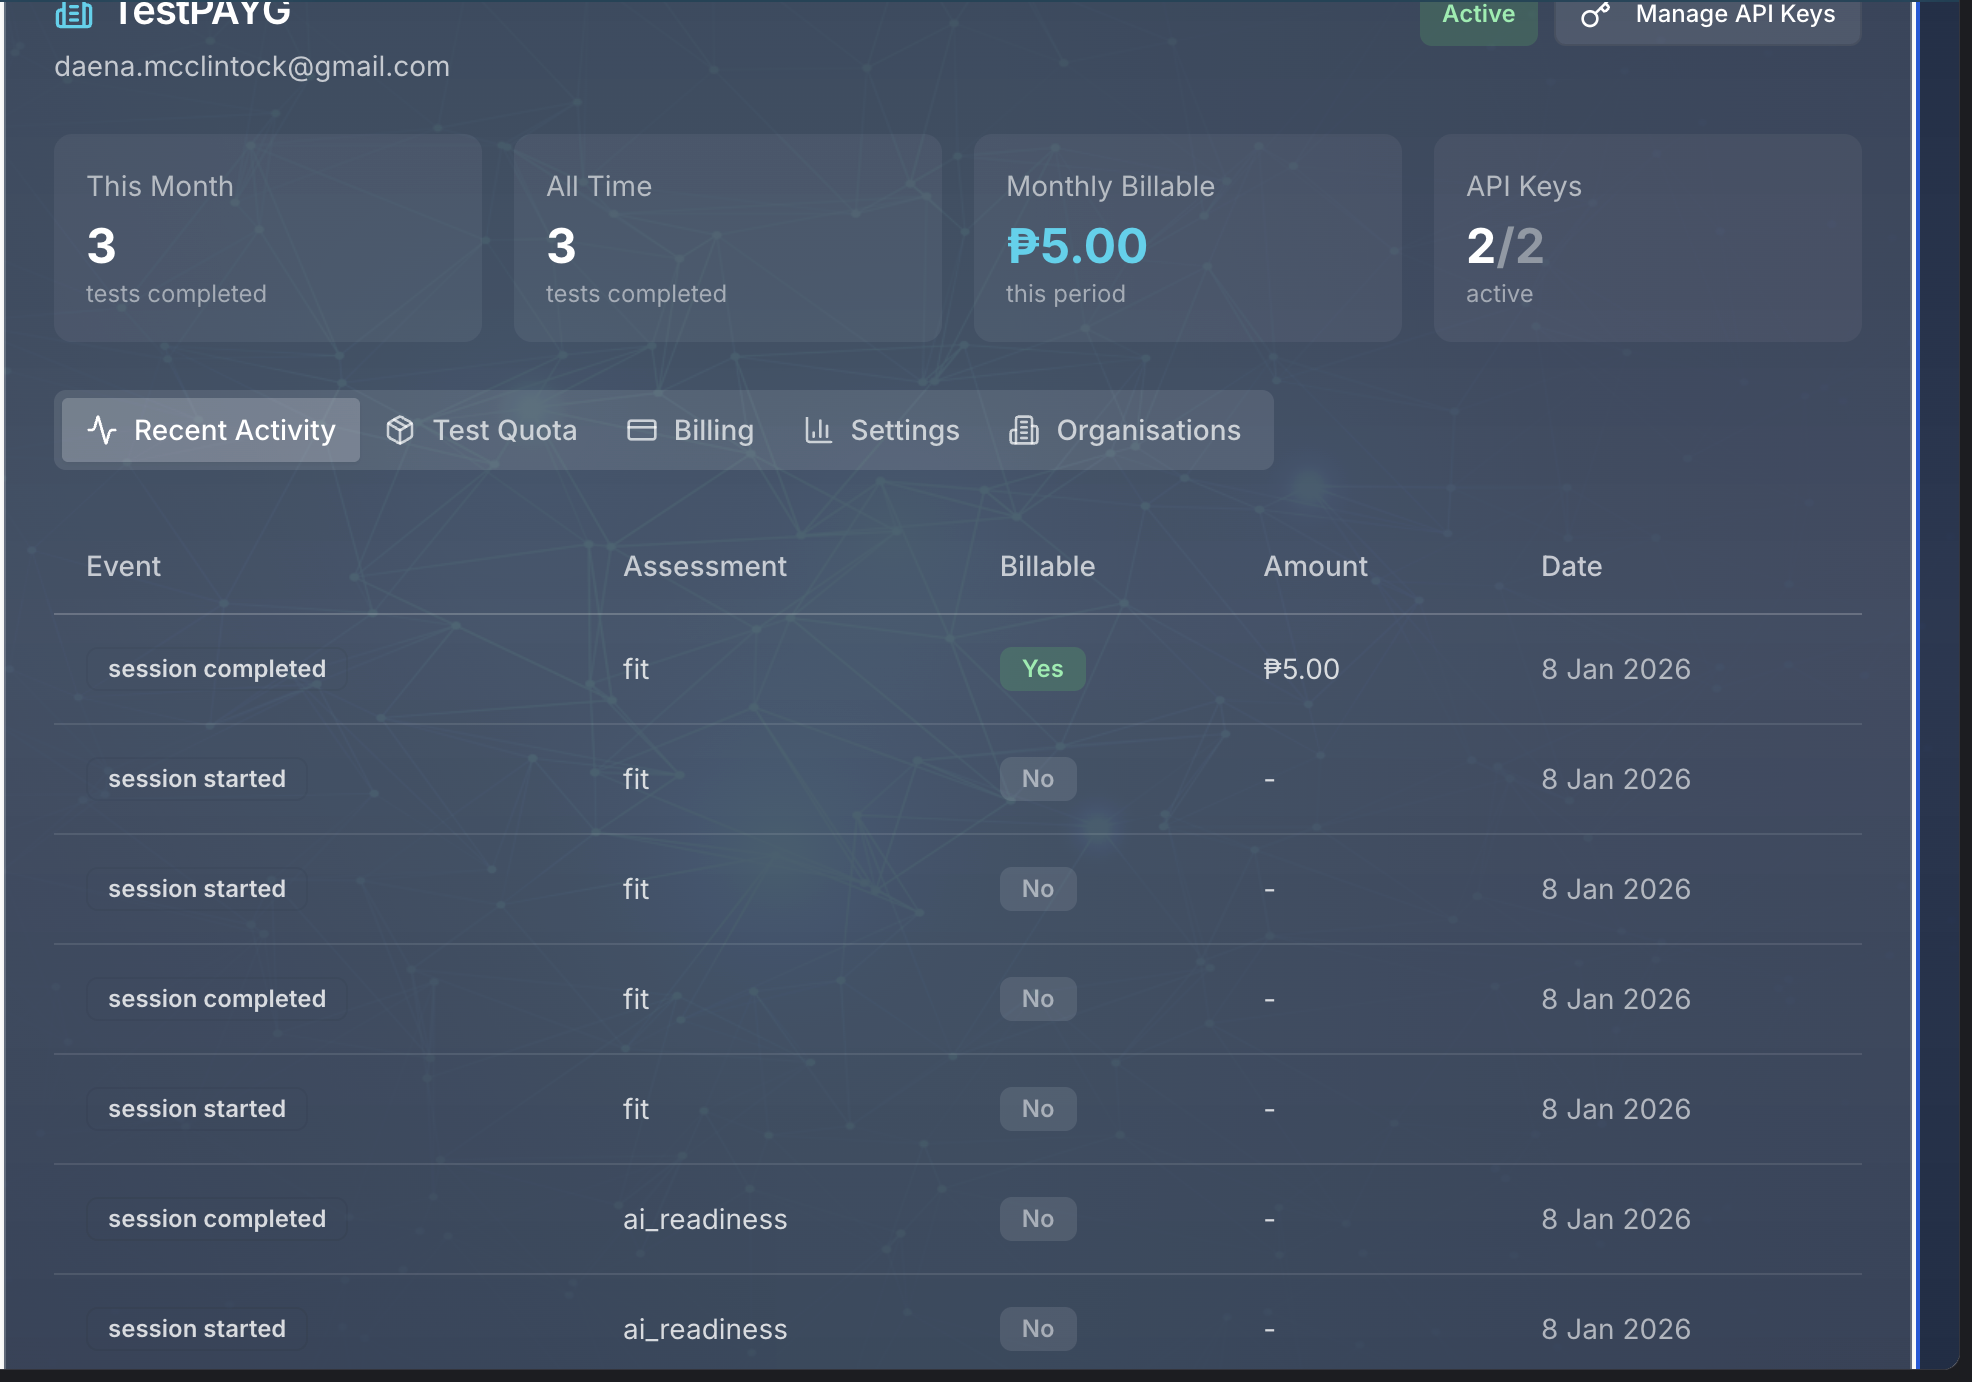 TestPAYG
Active
Manage API Keys
daena.mcclintock@gmail.com
This Month
3
tests completed
All Time
3
tests completed
Monthly Billable
₱5.00
this period
API Keys
2/2
active
Recent Activity
Test Quota
Billing
Settings
Organisations
Event Assessment Billable Amount Date
session completed fit Yes ₱5.00 8 Jan 2026
session started fit No - 8 Jan 2026
session started fit No - 8 Jan 2026
session completed fit No - 8 Jan 2026
session started fit No - 8 Jan 2026
session completed ai_readiness No - 8 Jan 2026
session started ai_readiness No - 8 Jan 2026